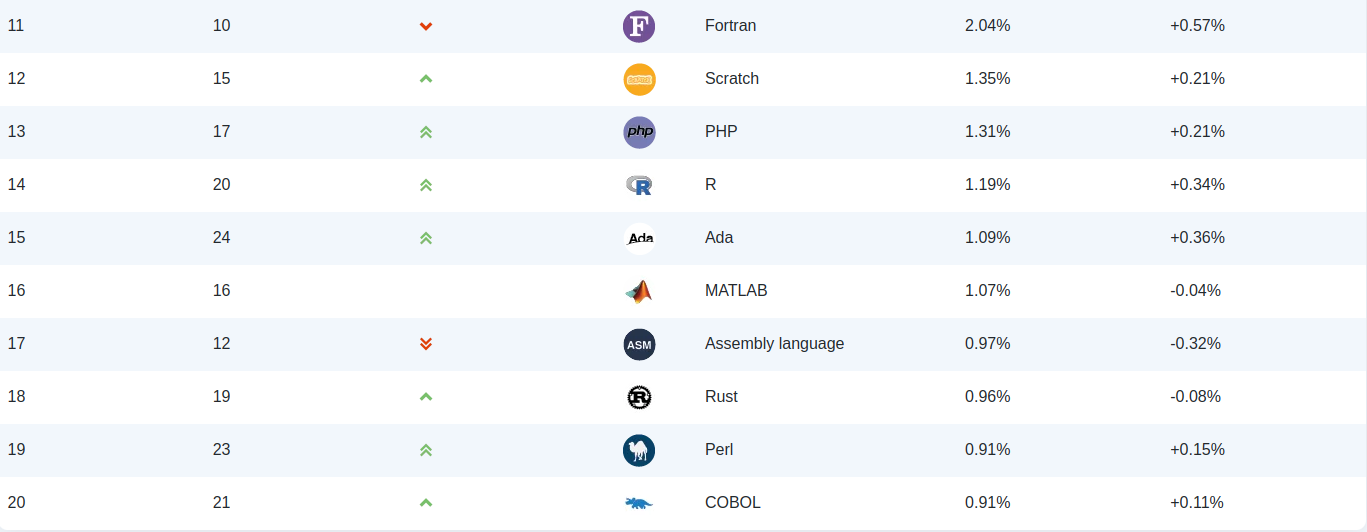 11 10 F Fortran 2.04% +0.57%
12 15 Scratch 1.35% +0.21%
13 17 php PHP 1.31% +0.21%
14 20 R R 1.19% +0.34%
15 24 Ada Ada 1.09% +0.36%
16 16 MATLAB 1.07% -0.04%
17 12 ASM Assembly language 0.97% -0.32%
18 19 R Rust 0.96% -0.08%
19 23 Perl 0.91% +0.15%
20 21 COBOL 0.91% +0.11%